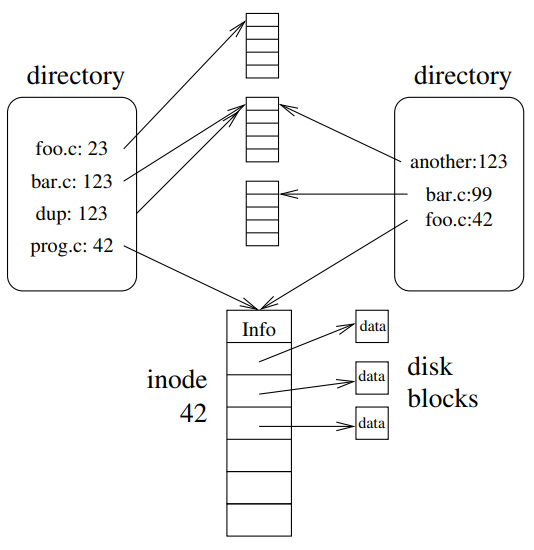 directory
foo.c: 23
bar.c: 123
dup: 123
prog.c: 42
directory
another:123
bar.c:99
foo.c:42
inode
42
Info
data
data
data
disk
blocks